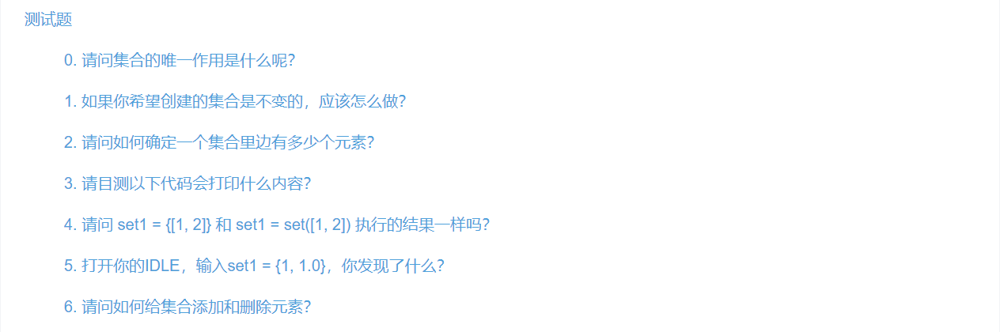 测试题
0. 请问集合的唯一作用是什么呢？
1. 如果你希望创建的集合是不变的，应该怎么做？
2. 请问如何确定一个集合里边有多少个元素？
3. 请目测以下代码会打印什么内容？
4. 请问 set1 = {[1, 2]} 和 set1 = set([1, 2]) 执行的结果一样吗？
5. 打开你的IDLE，输入set1 = {1, 1.0}，你发现了什么？
6. 请问如何给集合添加和删除元素？